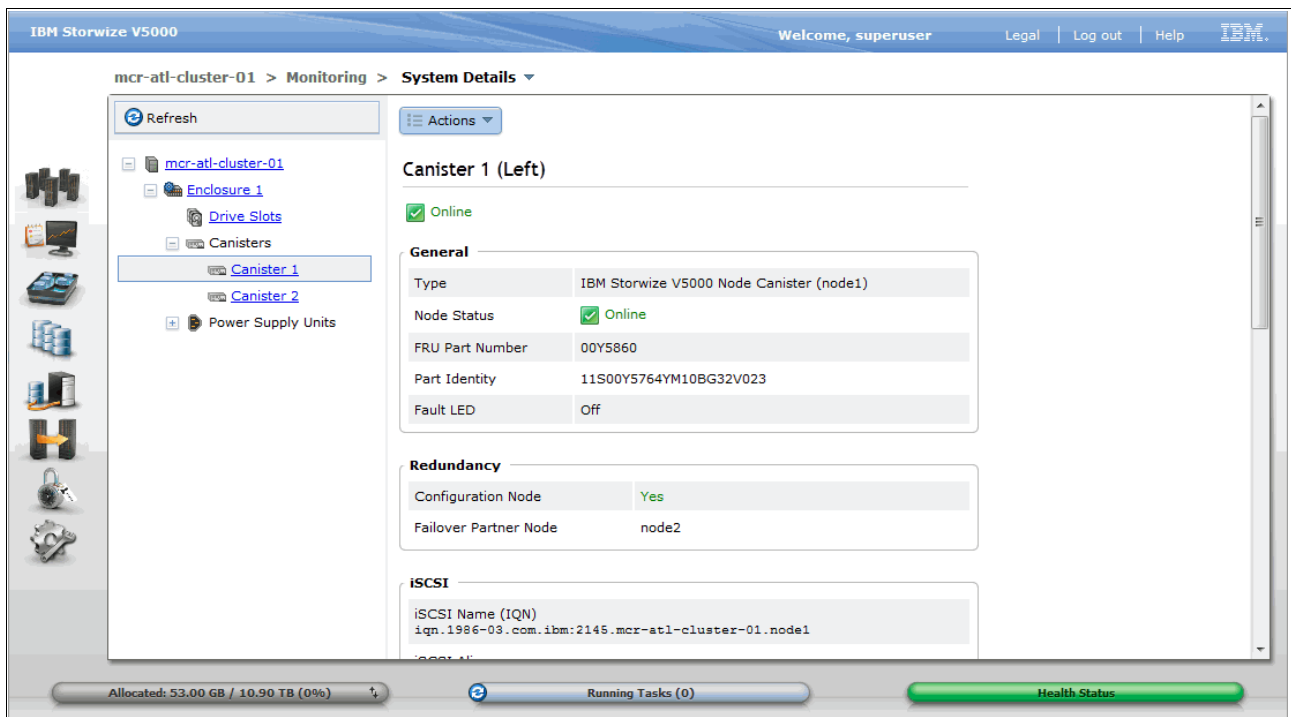 IBM Storwize V5000
Welcome, superuser
Legal | Log out | Help
IBM.
mcr-atl-cluster-01 > Monitoring > System Details
Refresh
Actions
mcr-atl-cluster-01
Enclosure 1
Drive Slots
Canisters
Canister 1
Canister 2
Power Supply Units
Canister 1 (Left)
Online
General
Type IBM Storwize V5000 Node Canister (node1)
Node Status Online
FRU Part Number 00Y5860
Part Identity 11S00Y5764YM10BG32V023
Fault LED Off
Redundancy
Configuration Node Yes
Failover Partner Node node2
iSCSI
iSCSI Name (IQN)
iqn.1986-03.com.ibm:2145.mcr-atl-cluster-01.node1
Allocated: 53.00 GB / 10.90 TB (0%)
Running Tasks (0)
Health Status